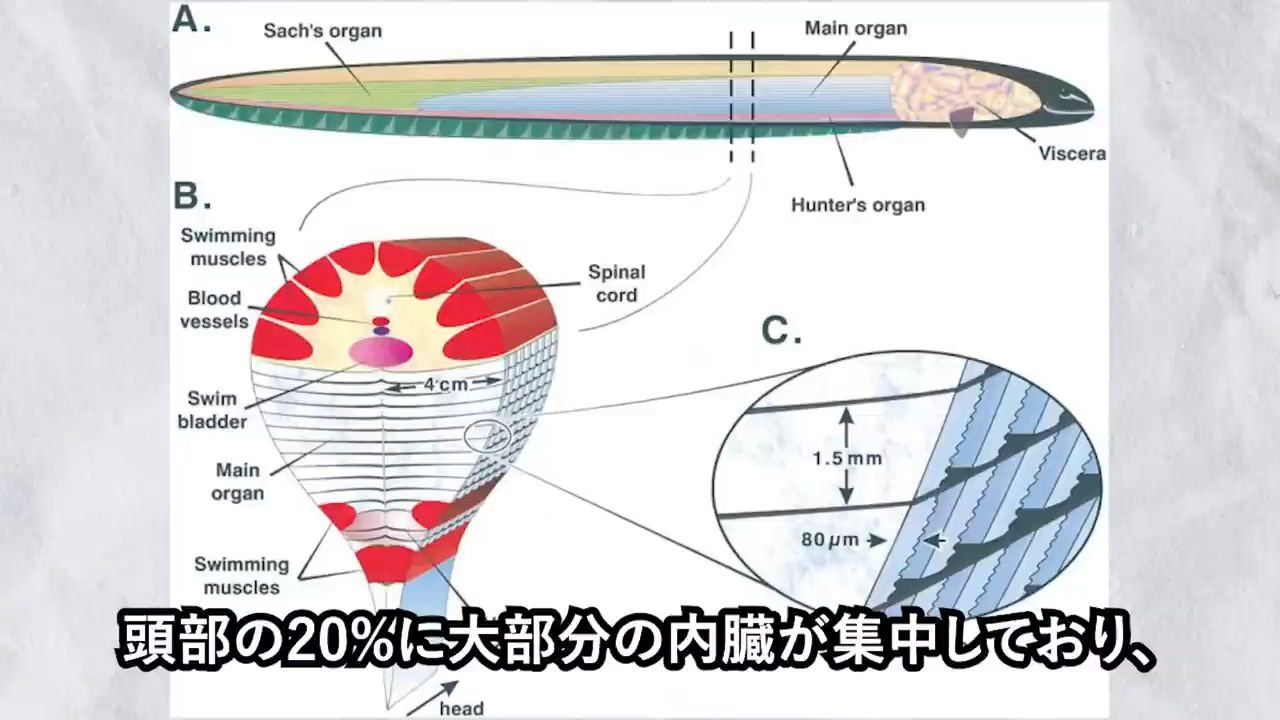 A.
Sach's organ
Main organ
Viscera
Hunter's organ
B.
Swimming
muscles
Spinal
cord
Blood
vessels
4 cm
Swim
bladder
Main
organ
Swimming
muscles
C.
1.5 mm
80 μm
頭部の20%に大部分の内臓が集中しており、
head